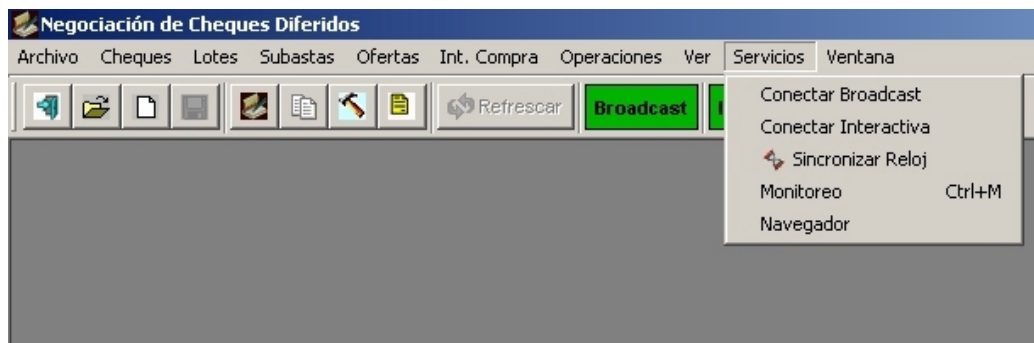 Negociación de Cheques Diferidos
Archivo Cheques Lotes Subastas Ofertas Int. Compra Operaciones Ver Servicios Ventana
Refrescar Broadcast
Conectar Broadcast
Conectar Interactiva
Sincronizar Reloj
Monitoreo Ctrl+M
Navegador